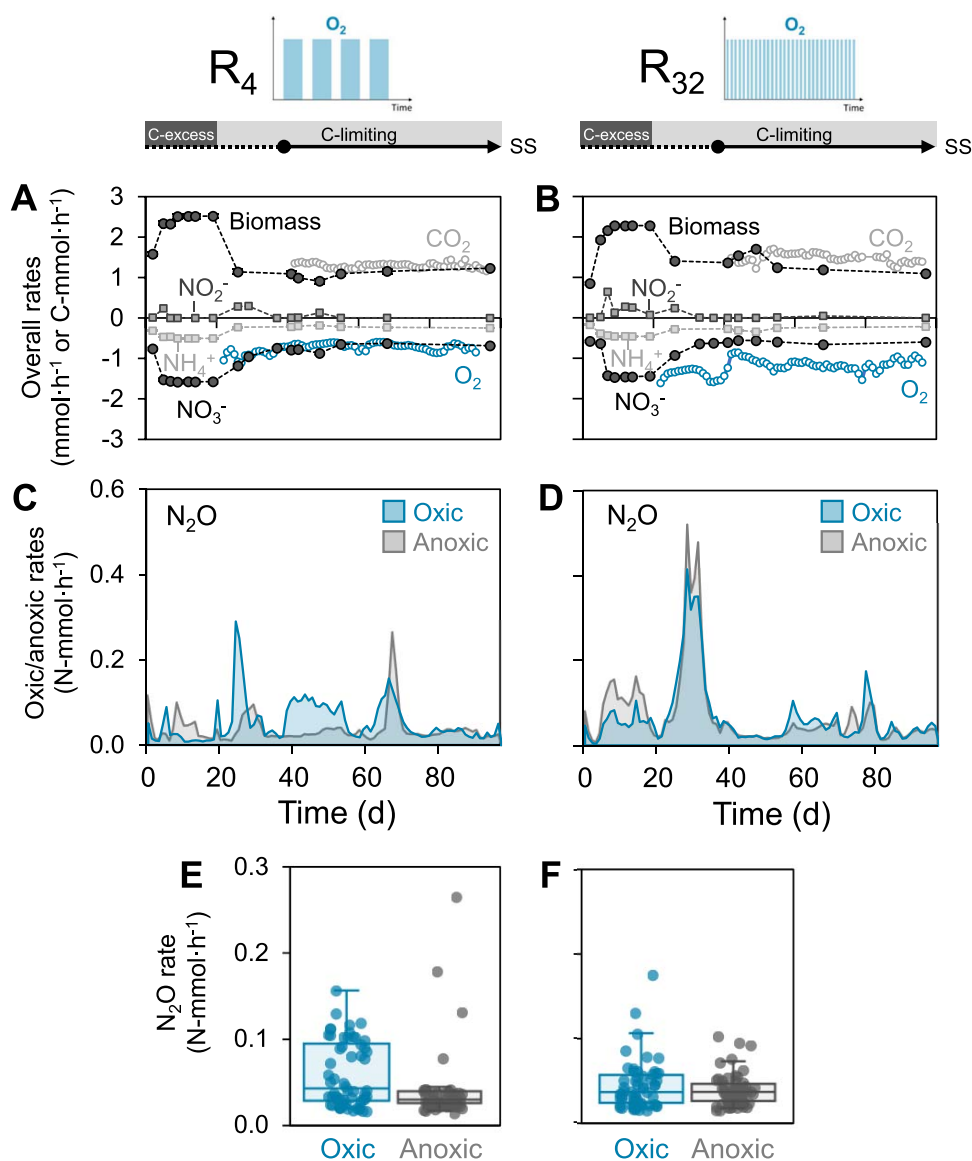 O2
O2
R4
R32
Time
Time
C-excess
C-limiting
SS
C-excess
C-limiting
SS
A
B
Overall rates
(mmol·h-1 or C-mmol·h-1)
3
2
1
0
-1
-2
-3
Biomass
CO2
NO2-
NH4+
O2
NO3-
Biomass
CO2
NO2-
NH4+
O2
NO3-
C
D
Oxic/anoxic rates
(N-mmol·h-1)
0.6
0.4
0.2
0.0
N2O
Oxic
Anoxic
N2O
Oxic
Anoxic
0 20 40 60 80
0 20 40 60 80
Time (d)
Time (d)
E
F
N2O rate
(N-mmol·h-1)
0.3
0.2
0.1
0.0
Oxic Anoxic
Oxic Anoxic